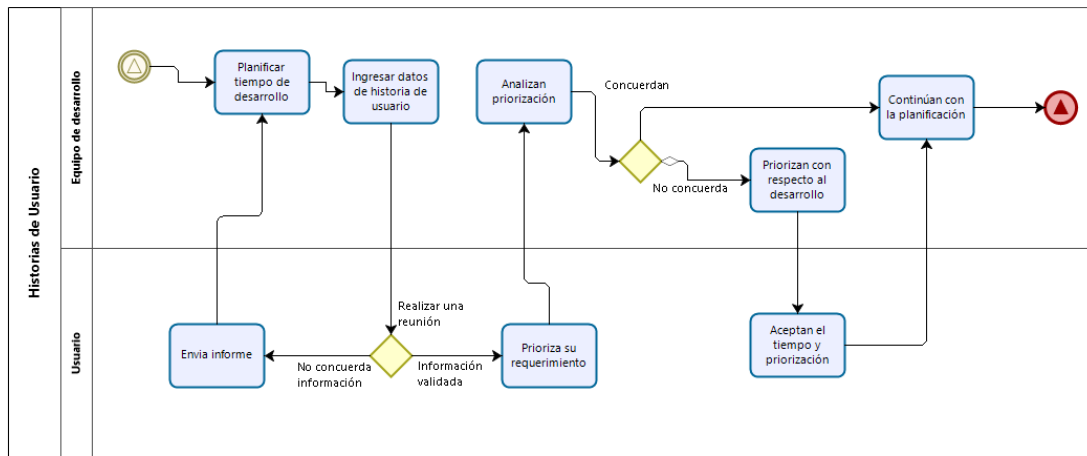 Historias de Usuario
Equipo de desarrollo
Planificar
tiempo de
desarrollo
Ingresar datos
de historia de
usuario
Analizan
priorización
Concuerdan
No concuerda
Priorizan con
respecto al
desarrollo
Continúan con
la planificación
Usuario
Envia informe
No concuerda
información
Realizar una
reunión
Información
validada
Prioriza su
requerimiento
Aceptan el
tiempo y
priorización